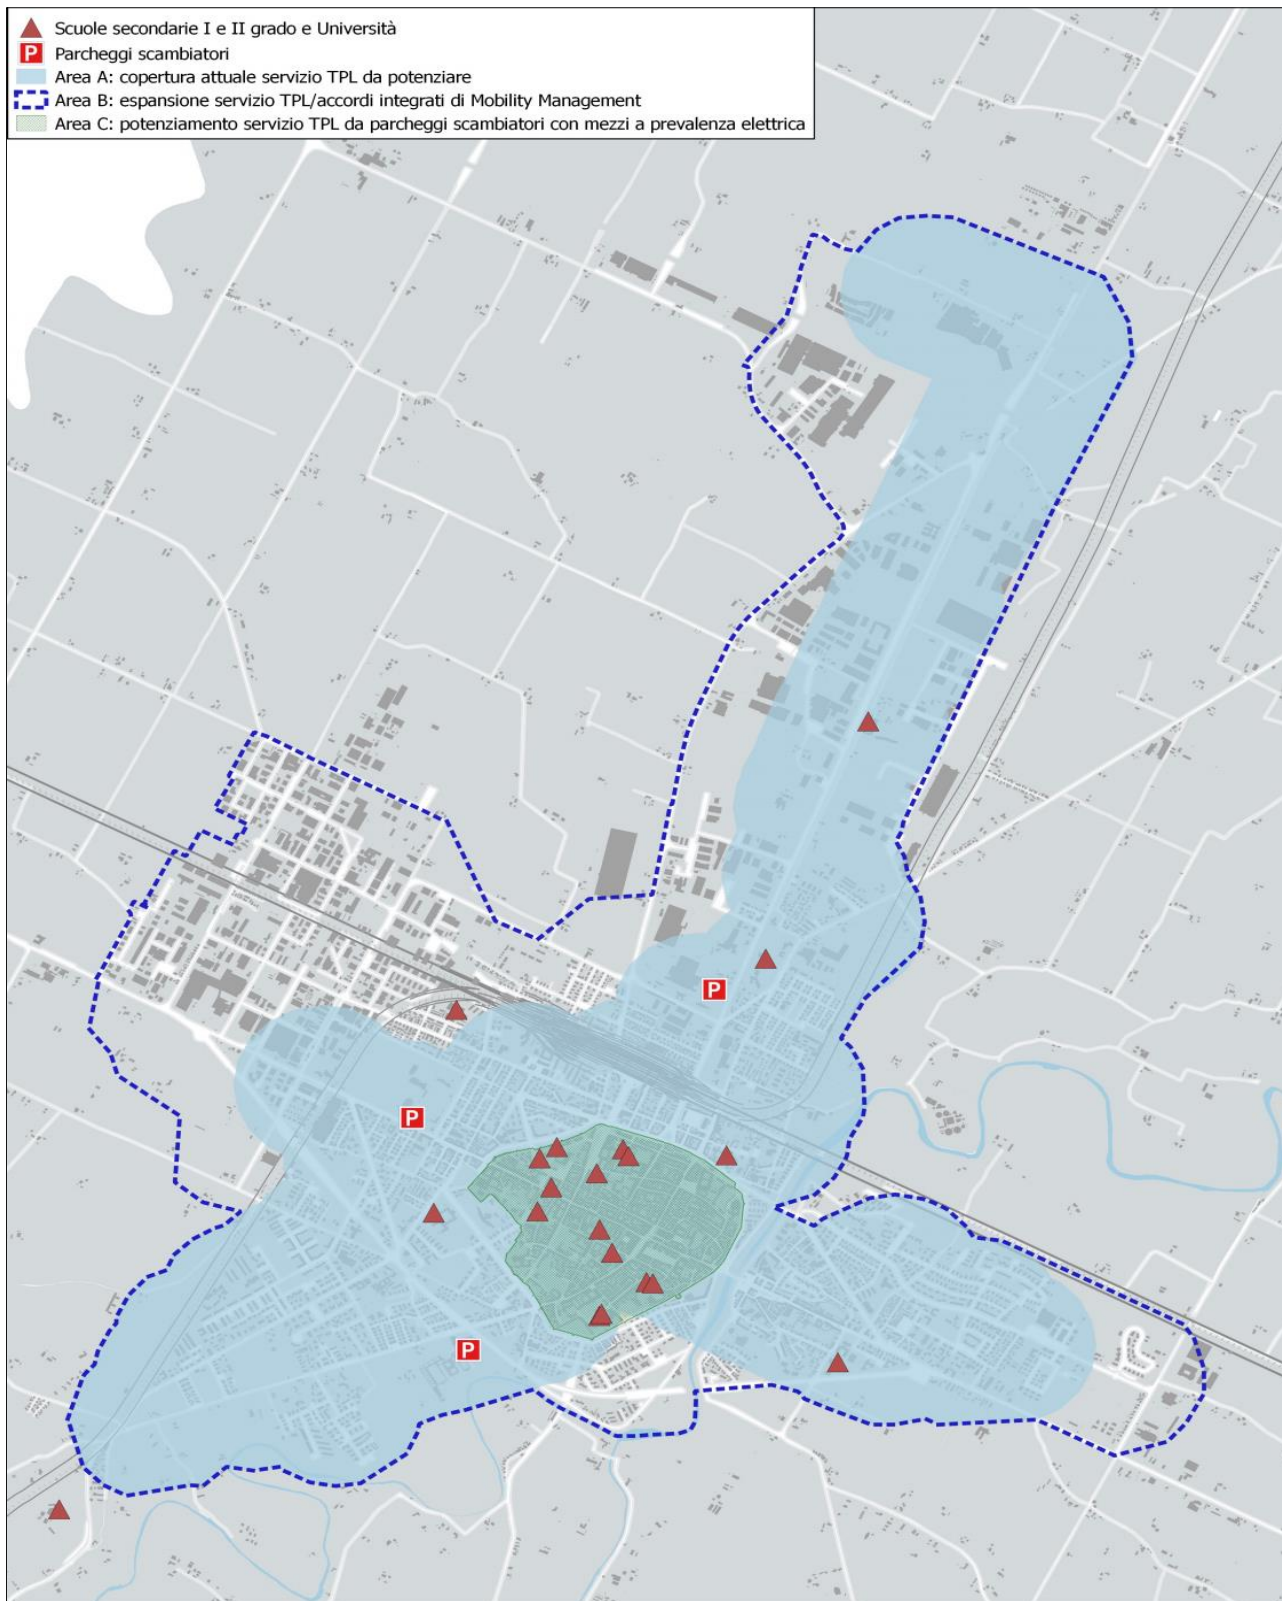 Scuole secondarie I e II grado e Università
P Parcheggi scambiatori
Area A: copertura attuale servizio TPL da potenziare
Area B: espansione servizio TPL/accordi integrati di Mobility Management
Area C: potenziamento servizio TPL da parcheggi scambiatori con mezzi a prevalenza elettrica
P
P
P